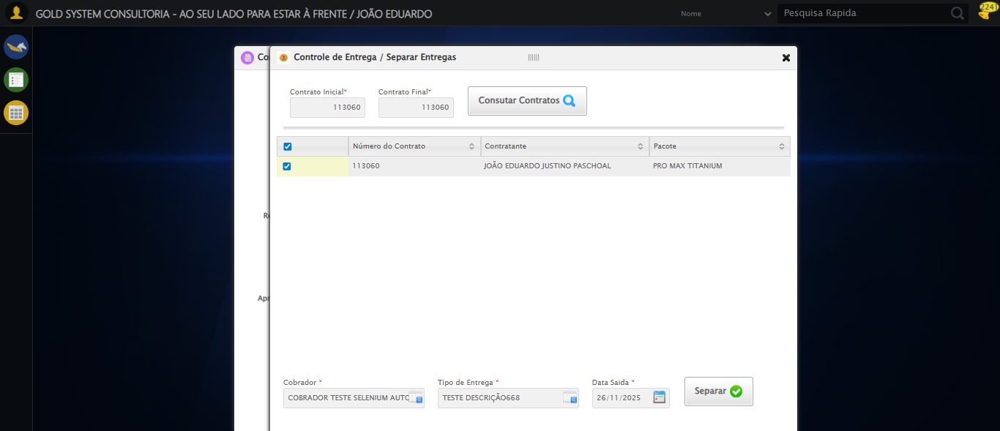 GOLD SYSTEM CONSULTORIA - AO SEU LADO PARA ESTAR À FRENTE / JOÃO EDUARDO
Nome
Pesquisa Rapida
2241
Co
Controle de Entrega / Separar Entregas
Contrato Inicial*
Contrato Final*
113060
113060
Consutar Contratos
Número do Contrato
Contratante
Pacote
113060
JOÃO EDUARDO JUSTINO PASCHOAL
PRO MAX TITANIUM
Re
Apr
Cobrador *
Tipo de Entrega *
Data Saida *
COBRADOR TESTE SELENIUM AUTO
TESTE DESCRIÇÃO668
26/11/2025
Separar